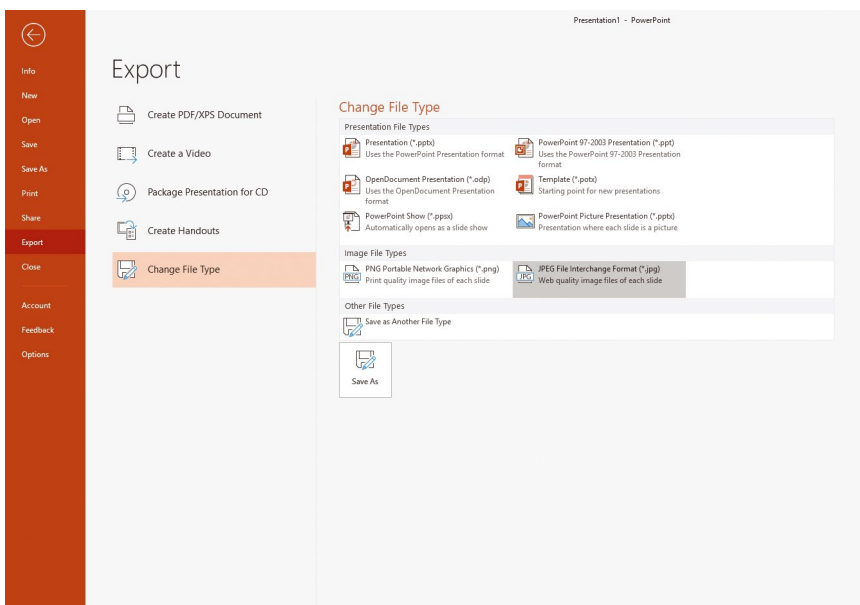 Presentation1 - PowerPoint
Info
New
Open
Save
Save As
Print
Share
Export
Close
Account
Feedback
Options
Export
Create PDF/XPS Document
Create a Video
Package Presentation for CD
Create Handouts
Change File Type
Change File Type
Presentation File Types
Presentation (*.pptx)
Uses the PowerPoint Presentation format
PowerPoint 97-2003 Presentation (*.ppt)
Uses the PowerPoint 97-2003 Presentation
format
OpenDocument Presentation (*.odp)
Uses the OpenDocument Presentation
format
Template (*.potx)
Starting point for new presentations
PowerPoint Show (*.ppsx)
Automatically opens as a slide show
PowerPoint Picture Presentation (*.pptx)
Presentation where each slide is a picture
Image File Types
PNG
PNG Portable Network Graphics (*.png)
Print quality image files of each slide
JPG
JPEG File Interchange Format (*.jpg)
Web quality image files of each slide
Other File Types
Save as Another File Type
Save As